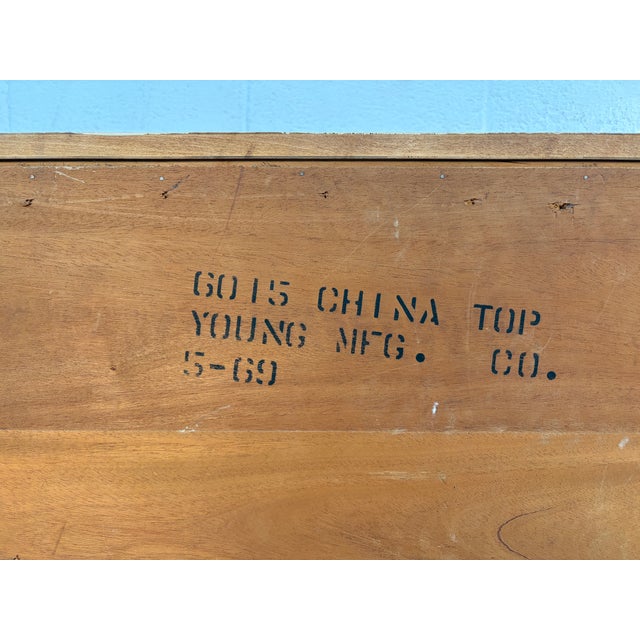 6015 CHINA TOP
YOUNG MFG. CO.
5-69